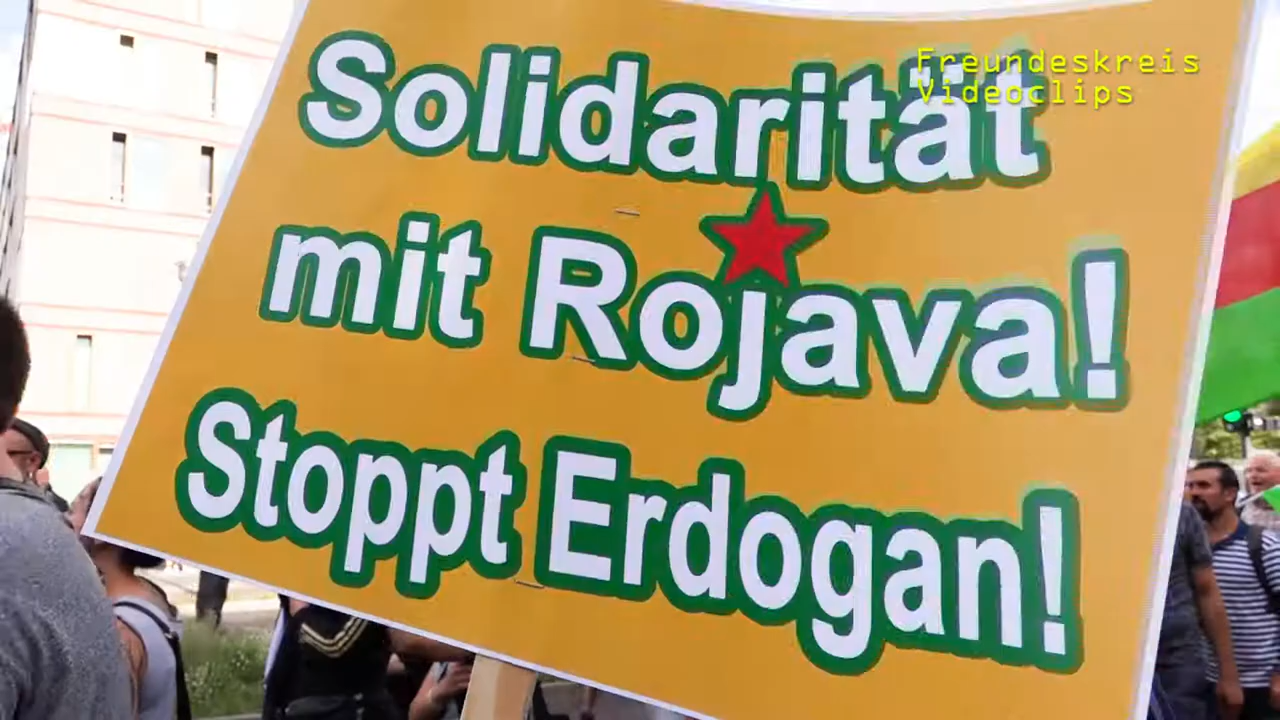 Freundeskreis
Videoclips
Solidarität
mit Rojava!
Stoppt Erdogan!